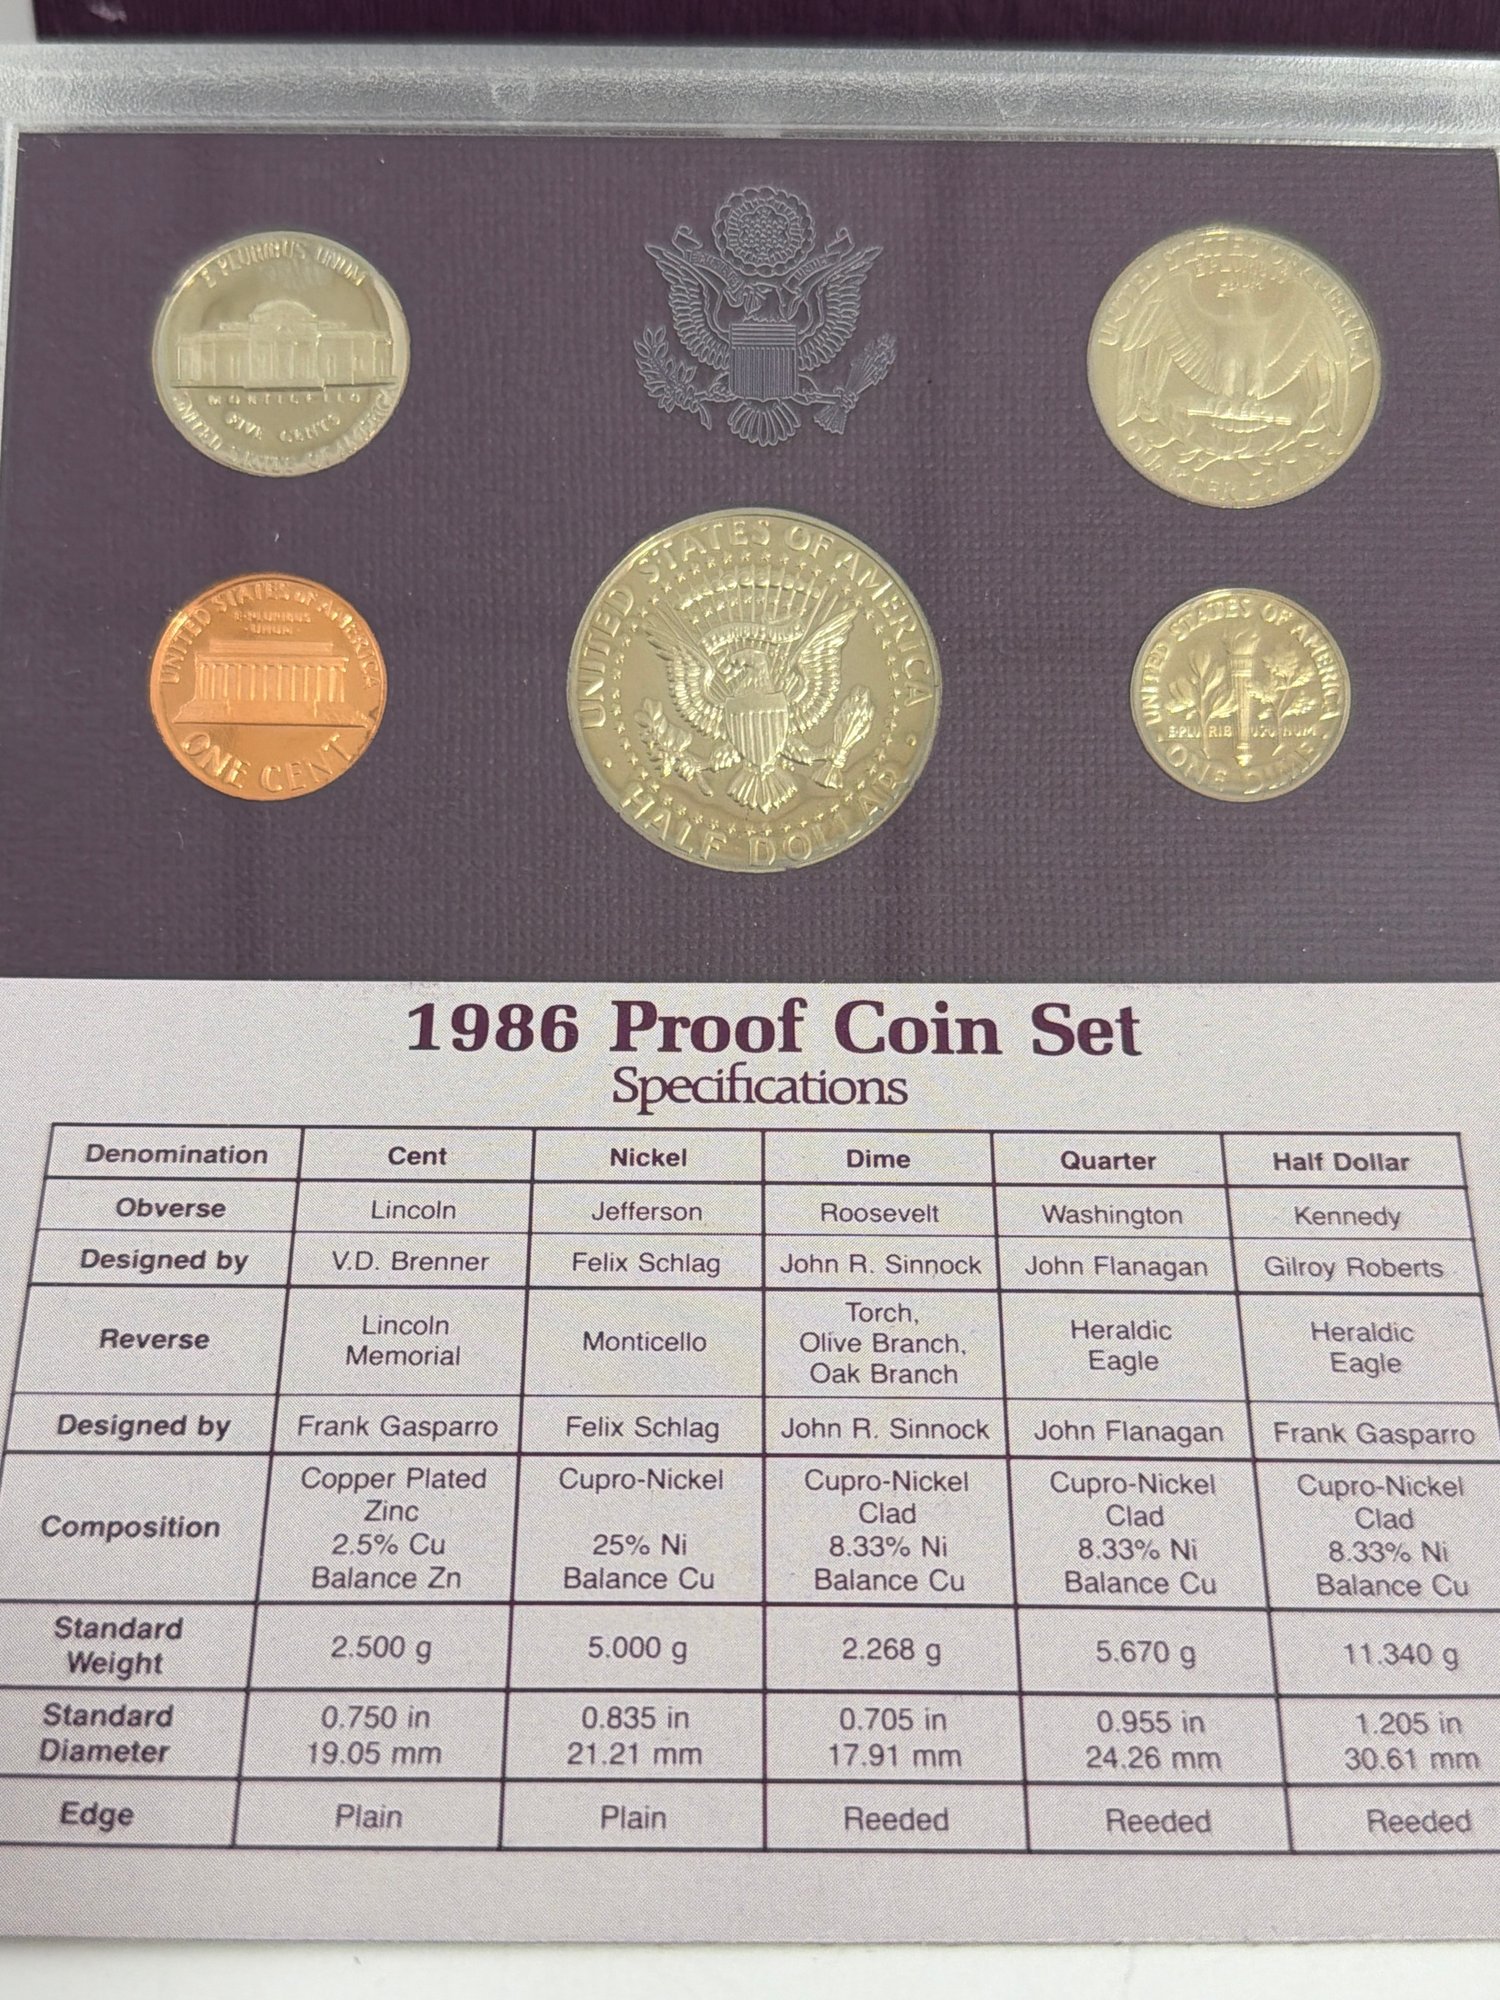 E PLURIBUS UNUM
MONTICELLO
FIVE CENTS
UNITED STATES OF AMERICA
UNITED STATES OF AMERICA
E PLURIBUS
QUARTER DOLLAR
UNITED STATES OF AMERICA
E·PLURIBUS
·UNUM·
ONE CENT
UNITED STATES OF AMERICA
HALF DOLLAR
UNITED STATES OF AMERICA
E·PLURIBUS UNUM
ONE DIME
1986 Proof Coin Set
Specifications
Denomination Cent Nickel Dime Quarter Half Dollar
Obverse Lincoln Jefferson Roosevelt Washington Kennedy
Designed by V.D. Brenner Felix Schlag John R. Sinnock John Flanagan Gilroy Roberts
Reverse Lincoln Memorial Monticello Torch, Olive Branch, Oak Branch Heraldic Eagle Heraldic Eagle
Designed by Frank Gasparro Felix Schlag John R. Sinnock John Flanagan Frank Gasparro
Composition Copper Plated Zinc 2.5% Cu Balance Zn Cupro-Nickel 25% Ni Balance Cu Cupro-Nickel Clad 8.33% Ni Balance Cu Cupro-Nickel Clad 8.33% Ni Balance Cu Cupro-Nickel Clad 8.33% Ni Balance Cu
Standard Weight 2.500 g 5.000 g 2.268 g 5.670 g 11.340 g
Standard Diameter 0.750 in 19.05 mm 0.835 in 21.21 mm 0.705 in 17.91 mm 0.955 in 24.26 mm 1.205 in 30.61 mm
Edge Plain Plain Reeded Reeded Reeded